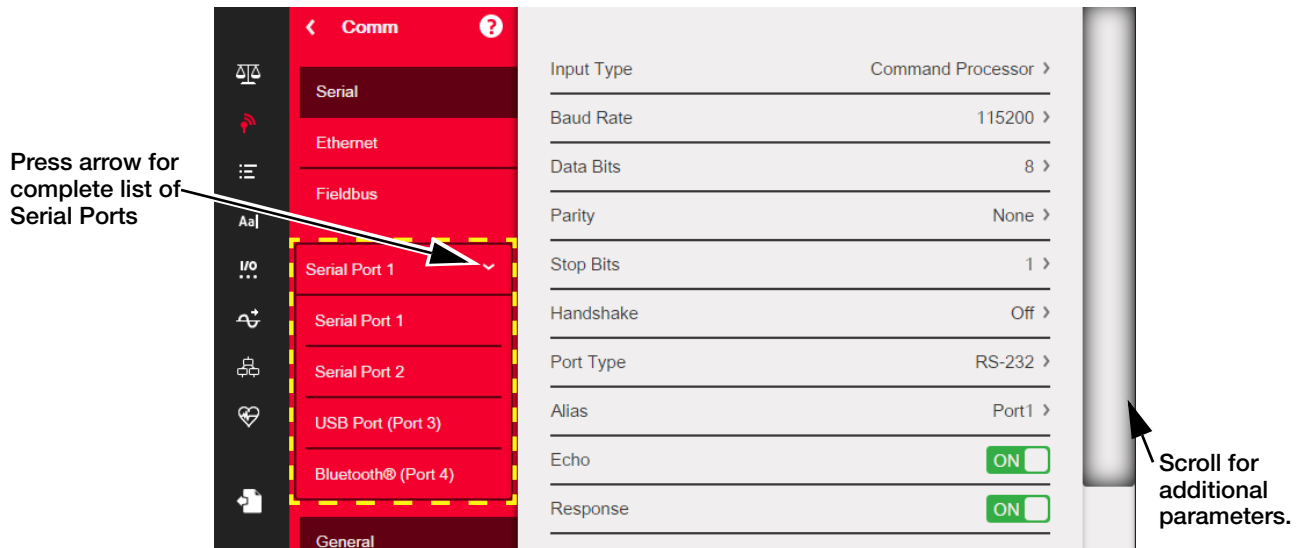 Comm ?
Serial
Ethernet
Fieldbus
Press arrow for
complete list of
Serial Ports
Aa
I/O
Serial Port 1
Serial Port 1
Serial Port 2
USB Port (Port 3)
Bluetooth® (Port 4)
General
Input Type Command Processor
Baud Rate 115200
Data Bits 8
Parity None
Stop Bits 1
Handshake Off
Port Type RS-232
Alias Port1
Echo ON
Response ON
Scroll for
additional
parameters.